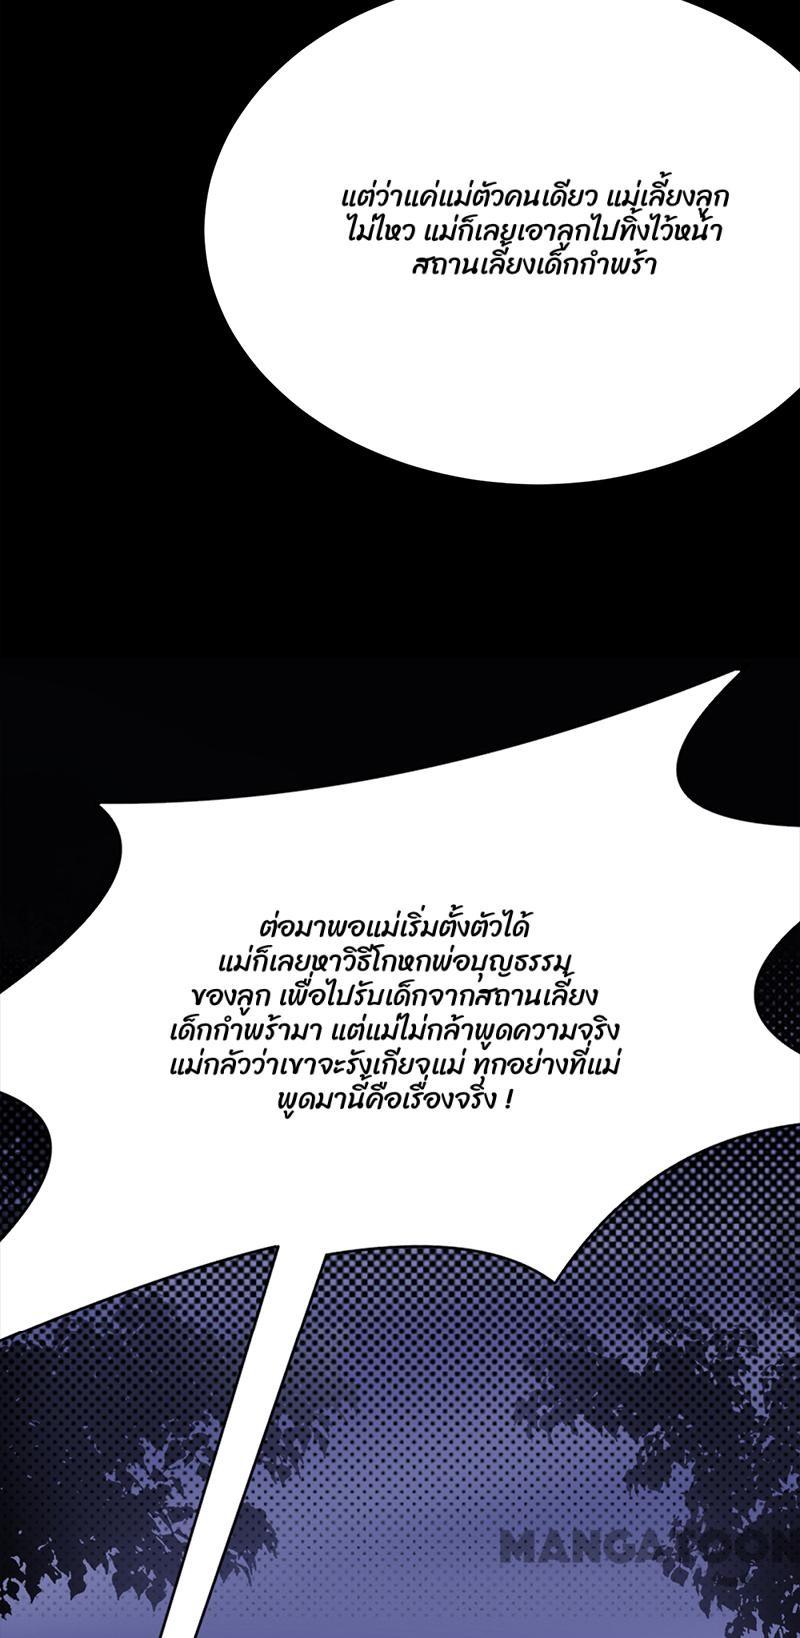 แต่ว่าแค่แม่ตัวคนเดียว แม่เลี้ยงลูก
ไม่ไหว แม่ก็เลยเอาลูกไปทิ้งไว้หน้า
สถานเลี้ยงเด็กกำพร้า
ต่อมาพอแม่เริ่มตั้งตัวได้
แม่ก็เลยหาวิธีโกหกพ่อบุญธรรม
ของลูก เพื่อไปรับเด็กจากสถานเลี้ยง
เด็กกำพร้ามา แต่แม่ไม่กล้าพูดความจริง
แม่กลัวว่าเขาจะรังเกียจแม่ ทุกอย่างที่แม่
พูดมานี้คือเรื่องจริง !
MANGATOON